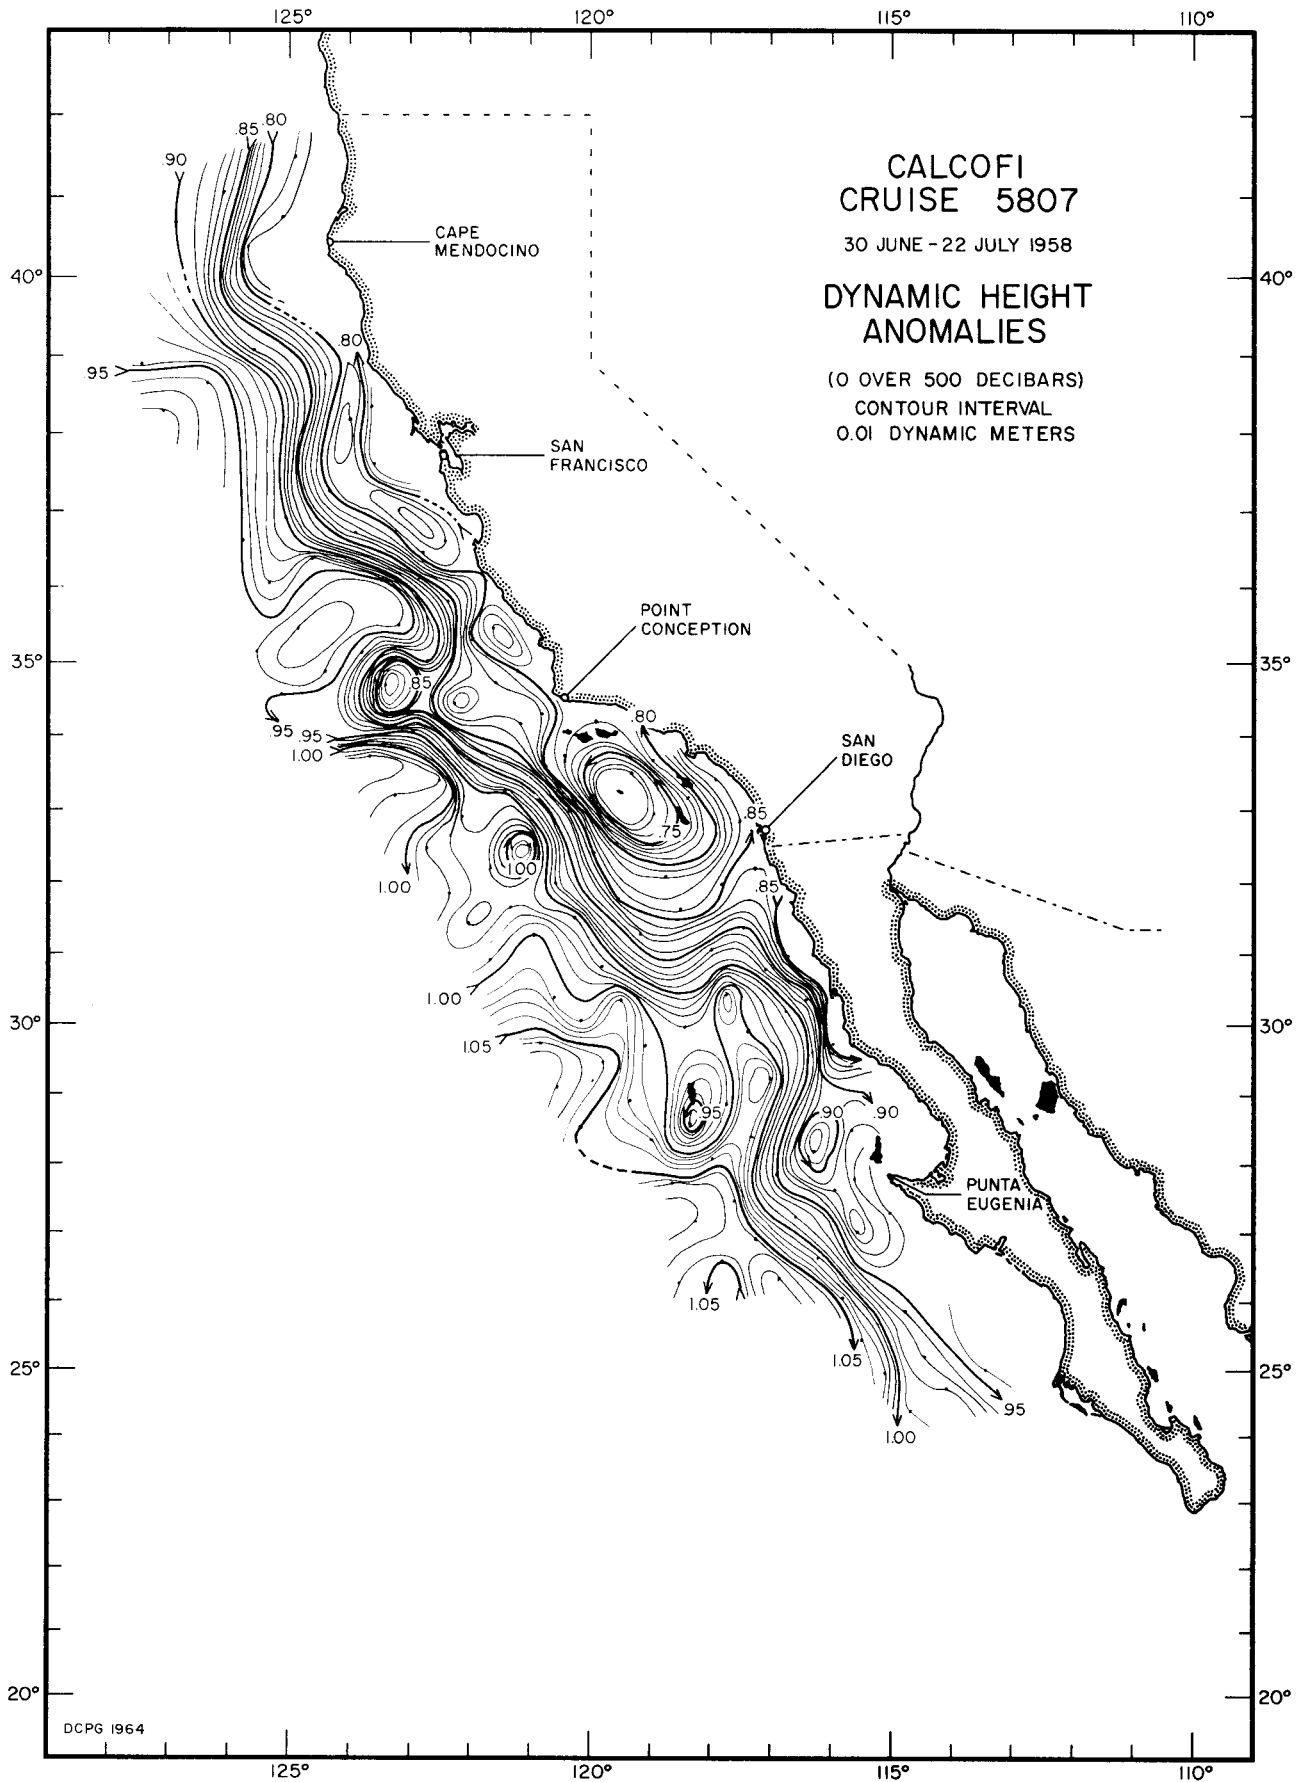 125°
120°
115°
110°
.85
.80
.90
CALCOFI
CRUISE 5807
30 JUNE - 22 JULY 1958
DYNAMIC HEIGHT
ANOMALIES
(0 OVER 500 DECIBARS)
CONTOUR INTERVAL
0.01 DYNAMIC METERS
CAPE
MENDOCINO
40°
40°
.80
.95
SAN
FRANCISCO
POINT
CONCEPTION
35°
35°
.85
.95
.95
1.00
.80
SAN
DIEGO
.75
.85
1.00
1.00
.85
1.00
30°
30°
1.05
.95
.90
.90
PUNTA
EUGENIA
1.05
1.05
25°
25°
.95
1.00
20°
20°
DCPG 1964
125°
120°
115°
110°